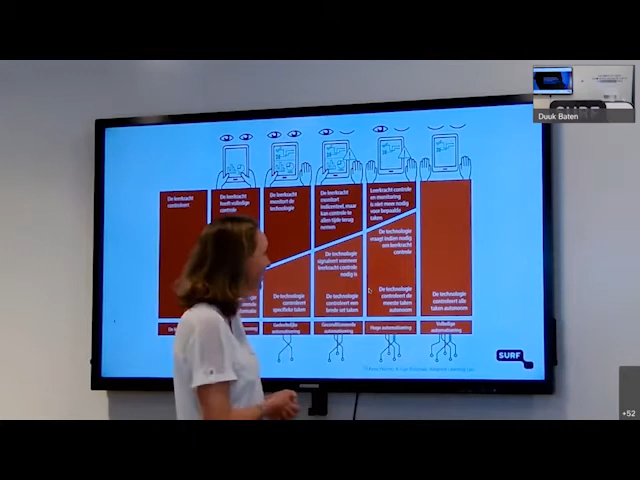 Duuk Baten
De leerkracht
controleert
De leerkracht
heeft volledige
controle
De leerkracht
monitort de
technologie
De leerkracht
monitort
incidenteel, maar
kan controle te
allen tijde terug
nemen
Leerkracht controle
en monitoring
is niet meer nodig
voor bepaalde
taken
De technologie
signaleert wanneer
leerkracht controle
nodig is
De technologie
vraagt indien nodig
om leerkracht
controle
De technologie
controleert
specifieke taken
De technologie
controleert een
brede set taken
De technologie
controleert de
meeste taken
autonoom
De technologie
controleert alle
taken autonoom
Gedeeltelijke
automatisering
Geconditioneerde
automatisering
Hoge automatisering
Volledige
automatisering
SURF
SAMSUNG
+52